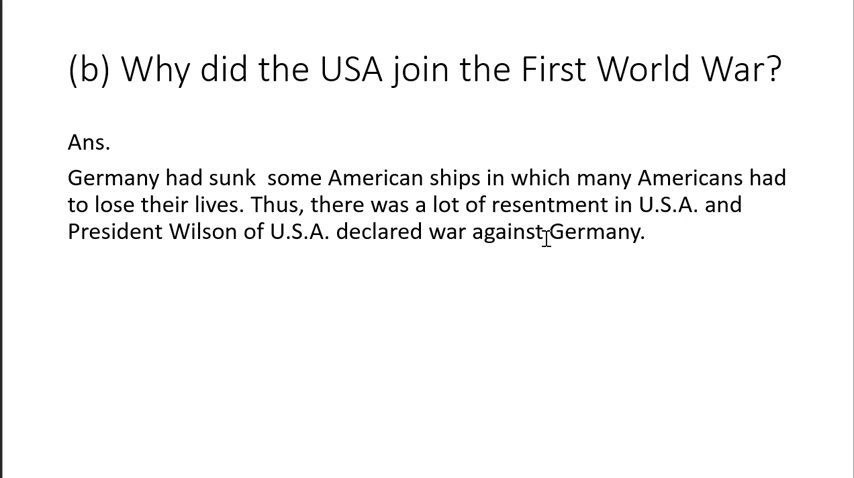 (b) Why did the USA join the First World War?
Ans.
Germany had sunk  some American ships in which many Americans had
to lose their lives. Thus, there was a lot of resentment in U.S.A. and
President Wilson of U.S.A. declared war against Germany.